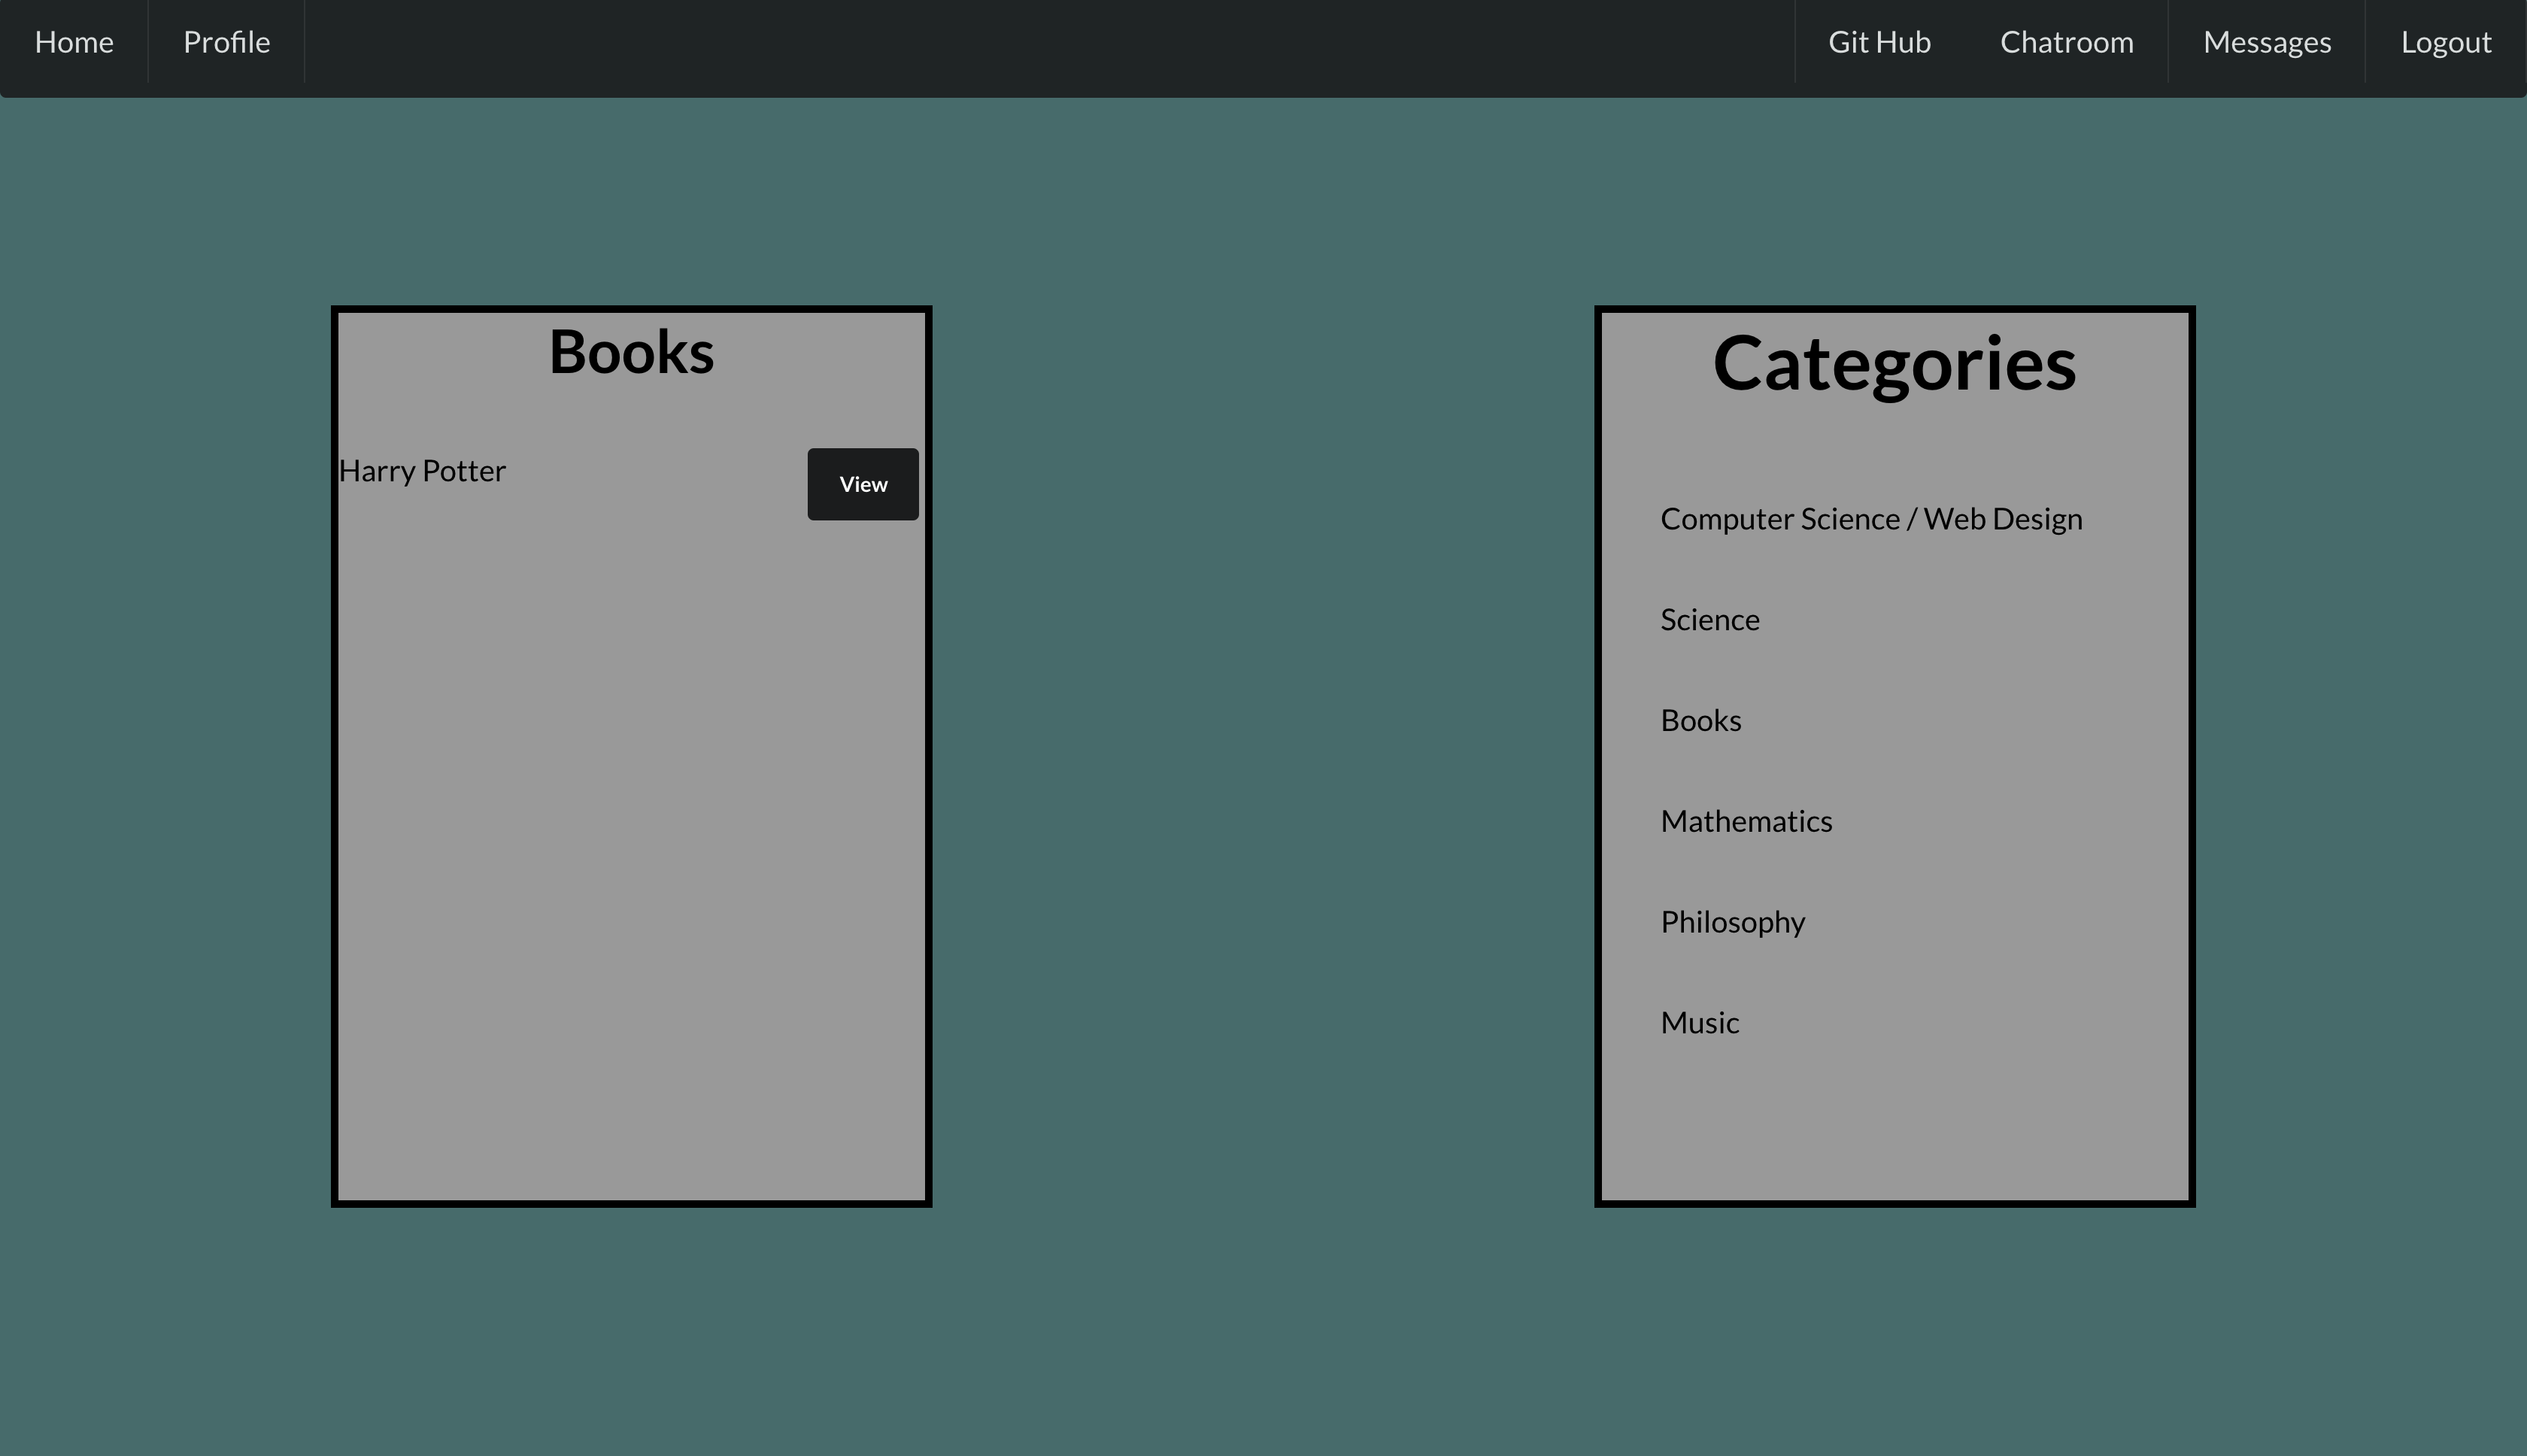 Home Profile Git Hub Chatroom Messages Logout
Books
Harry Potter View
Categories
Computer Science / Web Design
Science
Books
Mathematics
Philosophy
Music